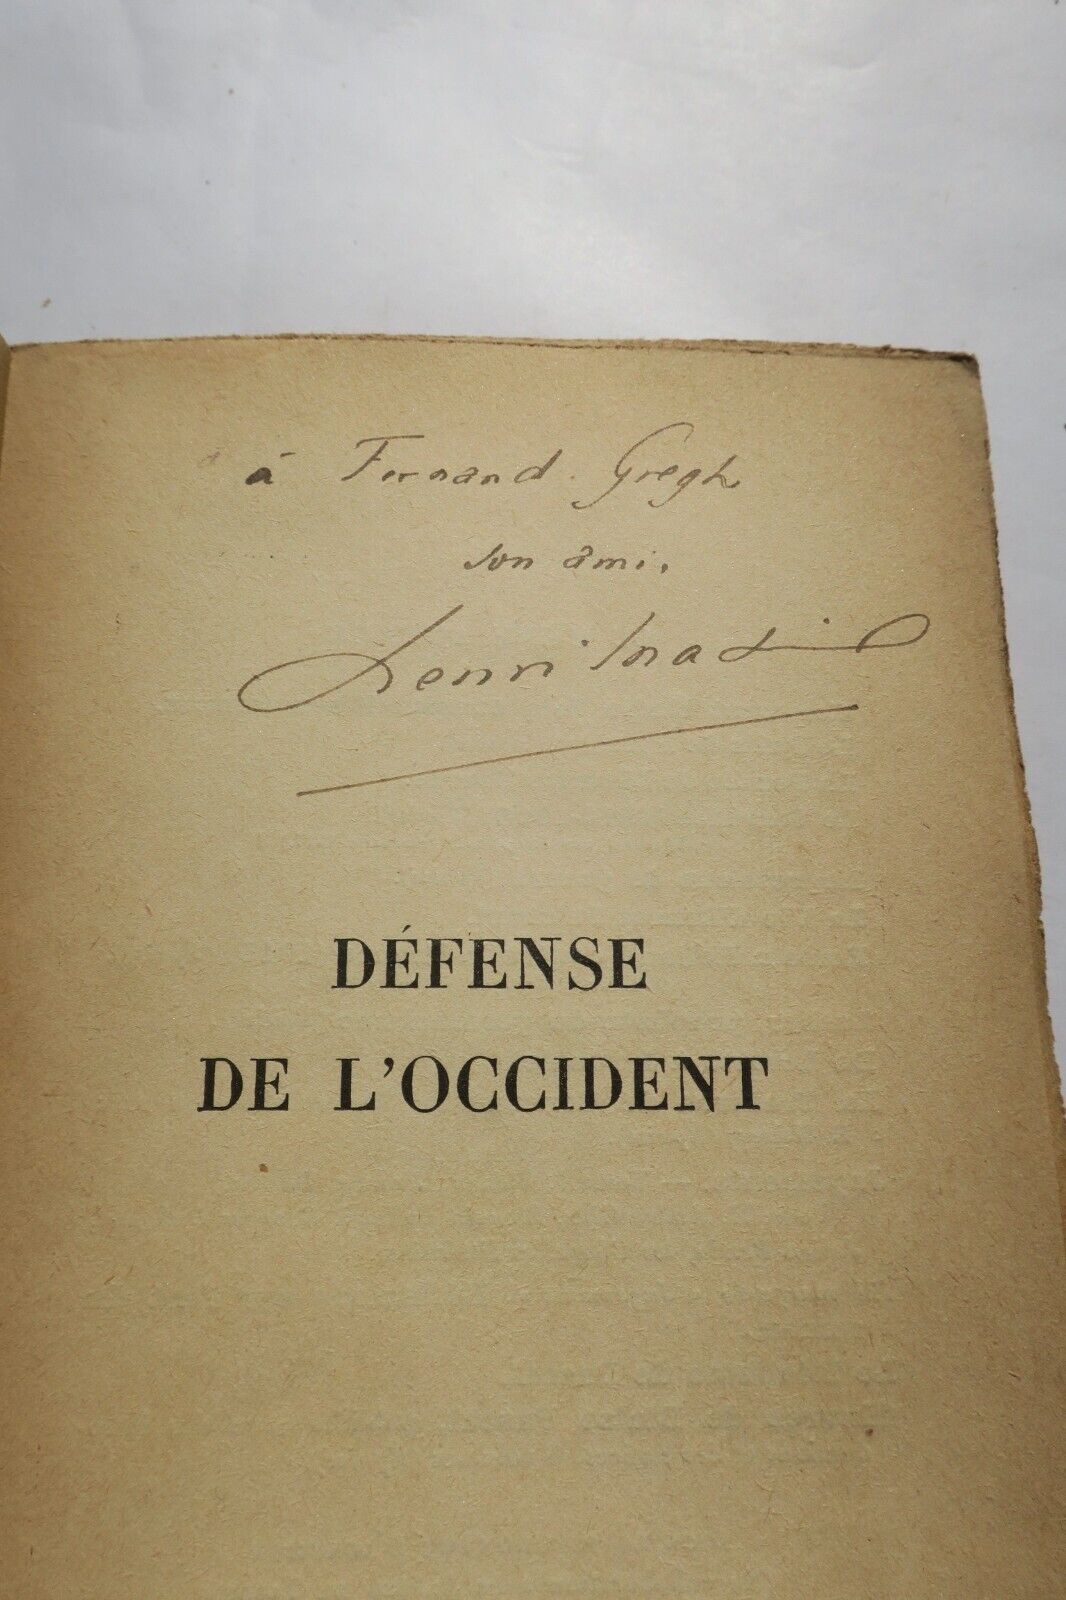 à Fernand Gregh
son ami.
Henri Massis
DÉFENSE
DE L'OCCIDENT